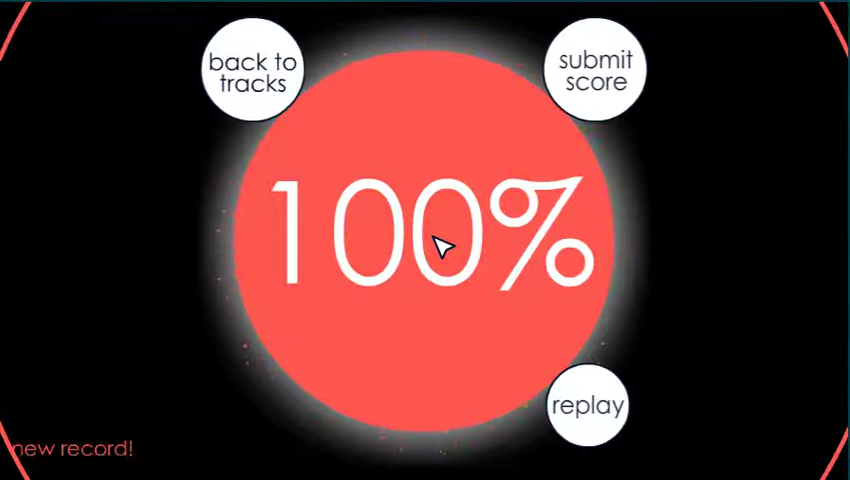 back to
tracks
submit
score
100%
replay
new record!